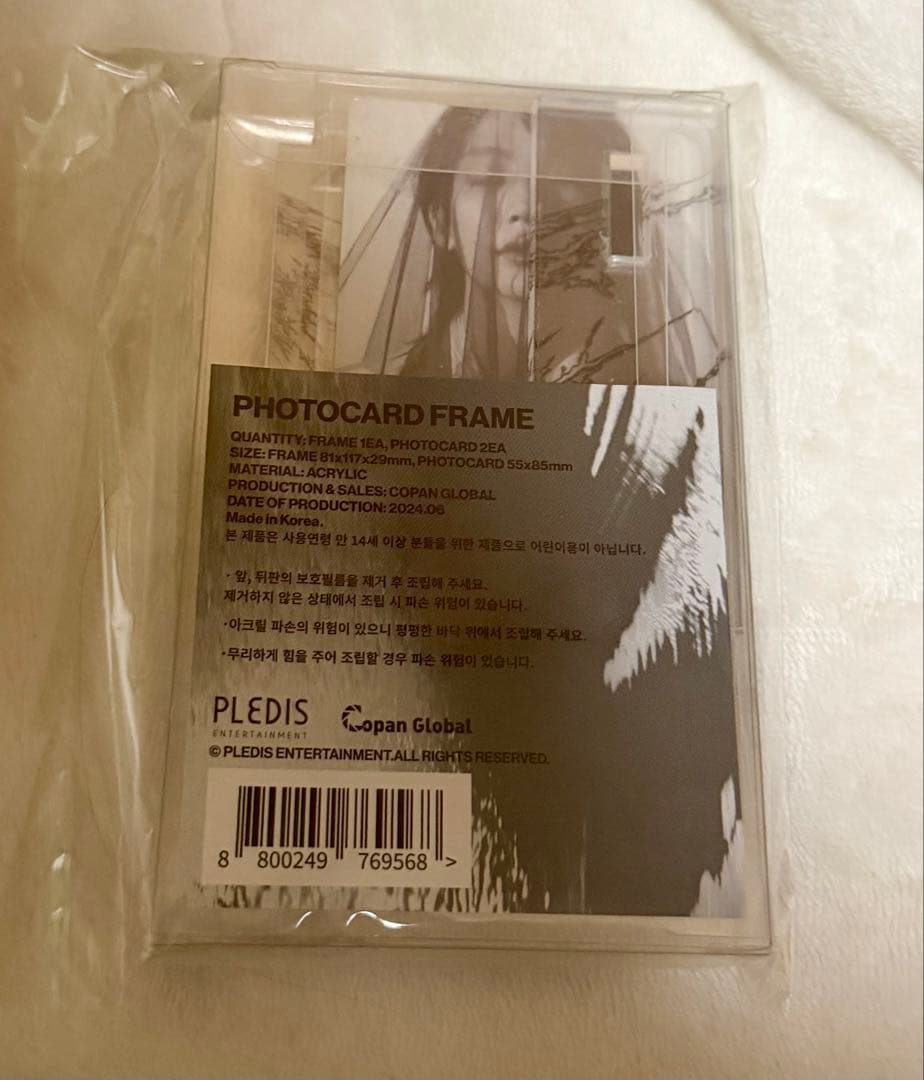 PHOTOCARD FRAME
QUANTITY: FRAME 1EA, PHOTOCARD 2EA
SIZE: FRAME 81x117x29mm, PHOTOCARD 55x85mm
MATERIAL: ACRYLIC
PRODUCTION & SALES: COPAN GLOBAL
DATE OF PRODUCTION: 2024.06
Made in Korea.
본 제품은 사용연령 만 14세 이상 분들을 위한 제품으로 어린이용이 아닙니다.
· 앞, 뒤판의 보호필름을 제거 후 조립해 주세요.
제거하지 않은 상태에서 조립 시 파손 위험이 있습니다.
·아크릴 파손의 위험이 있으니 평평한 바닥 위에서 조립해 주세요.
·무리하게 힘을 주어 조립할 경우 파손 위험이 있습니다.
PLEDIS
ENTERTAINMENT
Copan Global
© PLEDIS ENTERTAINMENT.ALL RIGHTS RESERVED.
8 800249 769568 >